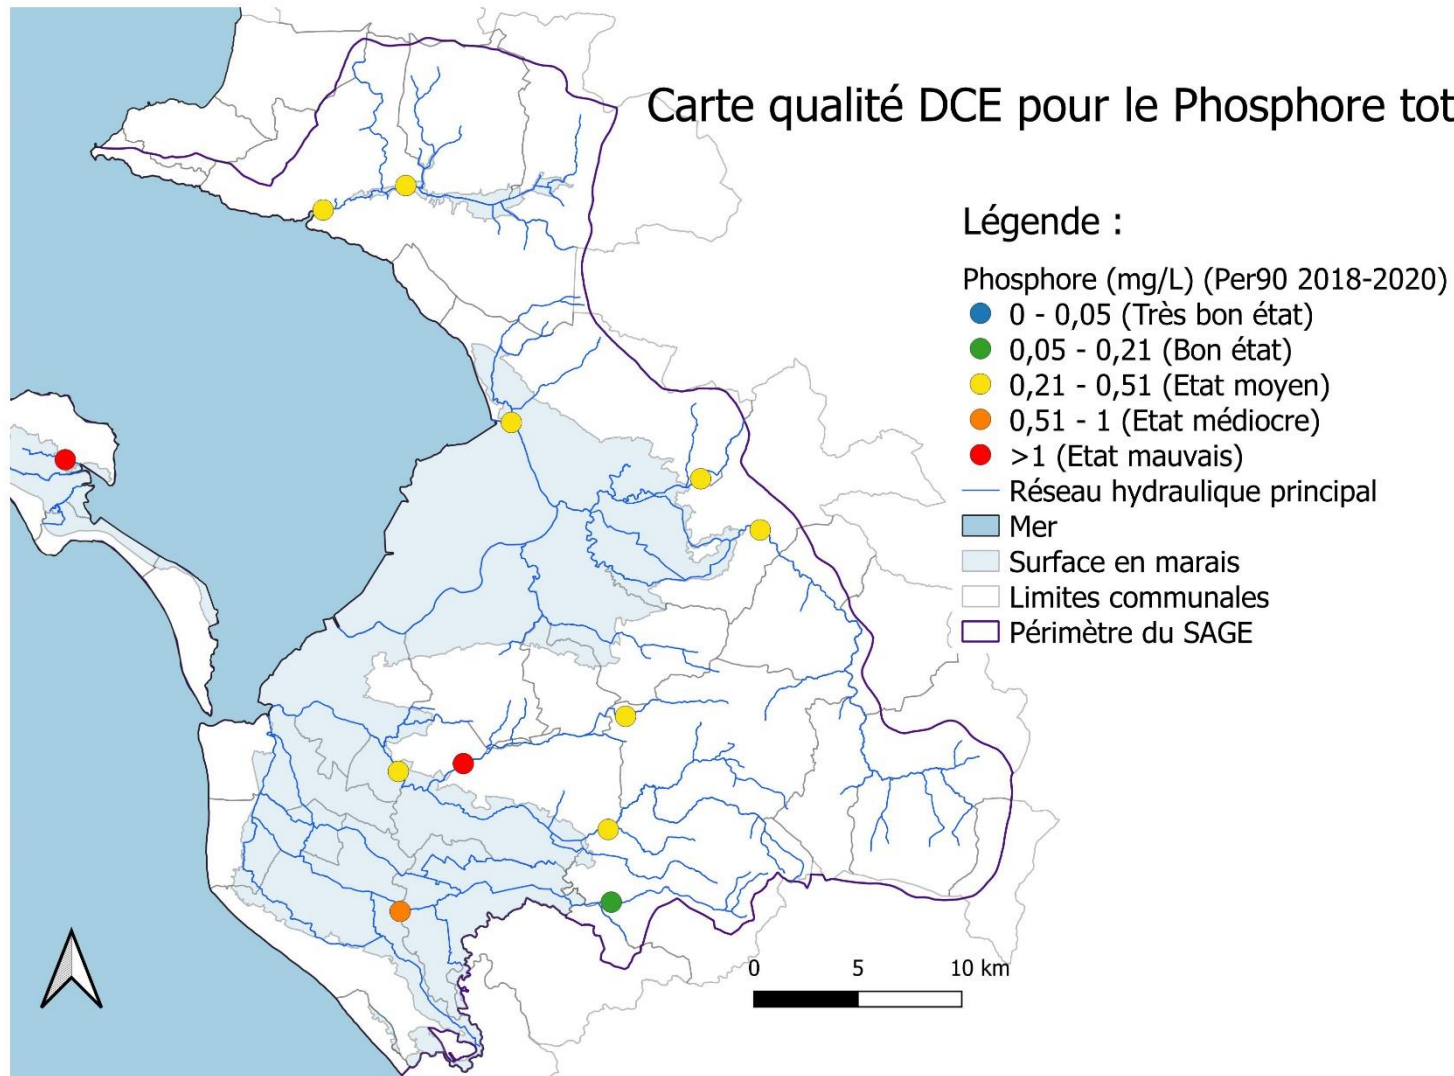 Carte qualité DCE pour le Phosphore tot
Légende :
Phosphore (mg/L) (Per90 2018-2020)
0 - 0,05 (Très bon état)
0,05 - 0,21 (Bon état)
0,21 - 0,51 (Etat moyen)
0,51 - 1 (Etat médiocre)
>1 (Etat mauvais)
Réseau hydraulique principal
Mer
Surface en marais
Limites communales
Périmètre du SAGE
0 5 10 km